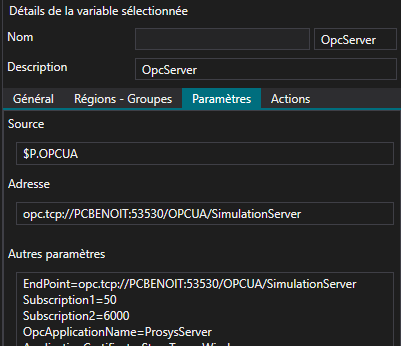 Détails de la variable sélectionnée
Nom OpcServer
Description OpcServer
Général Régions - Groupes Paramètres Actions
Source
$P.OPCUA
Adresse
opc.tcp://PCBENOIT:53530/OPCUA/SimulationServer
Autres paramètres
EndPoint=opc.tcp://PCBENOIT:53530/OPCUA/SimulationServer
Subscription1=50
Subscription2=6000
OpcApplicationName=ProsysServer